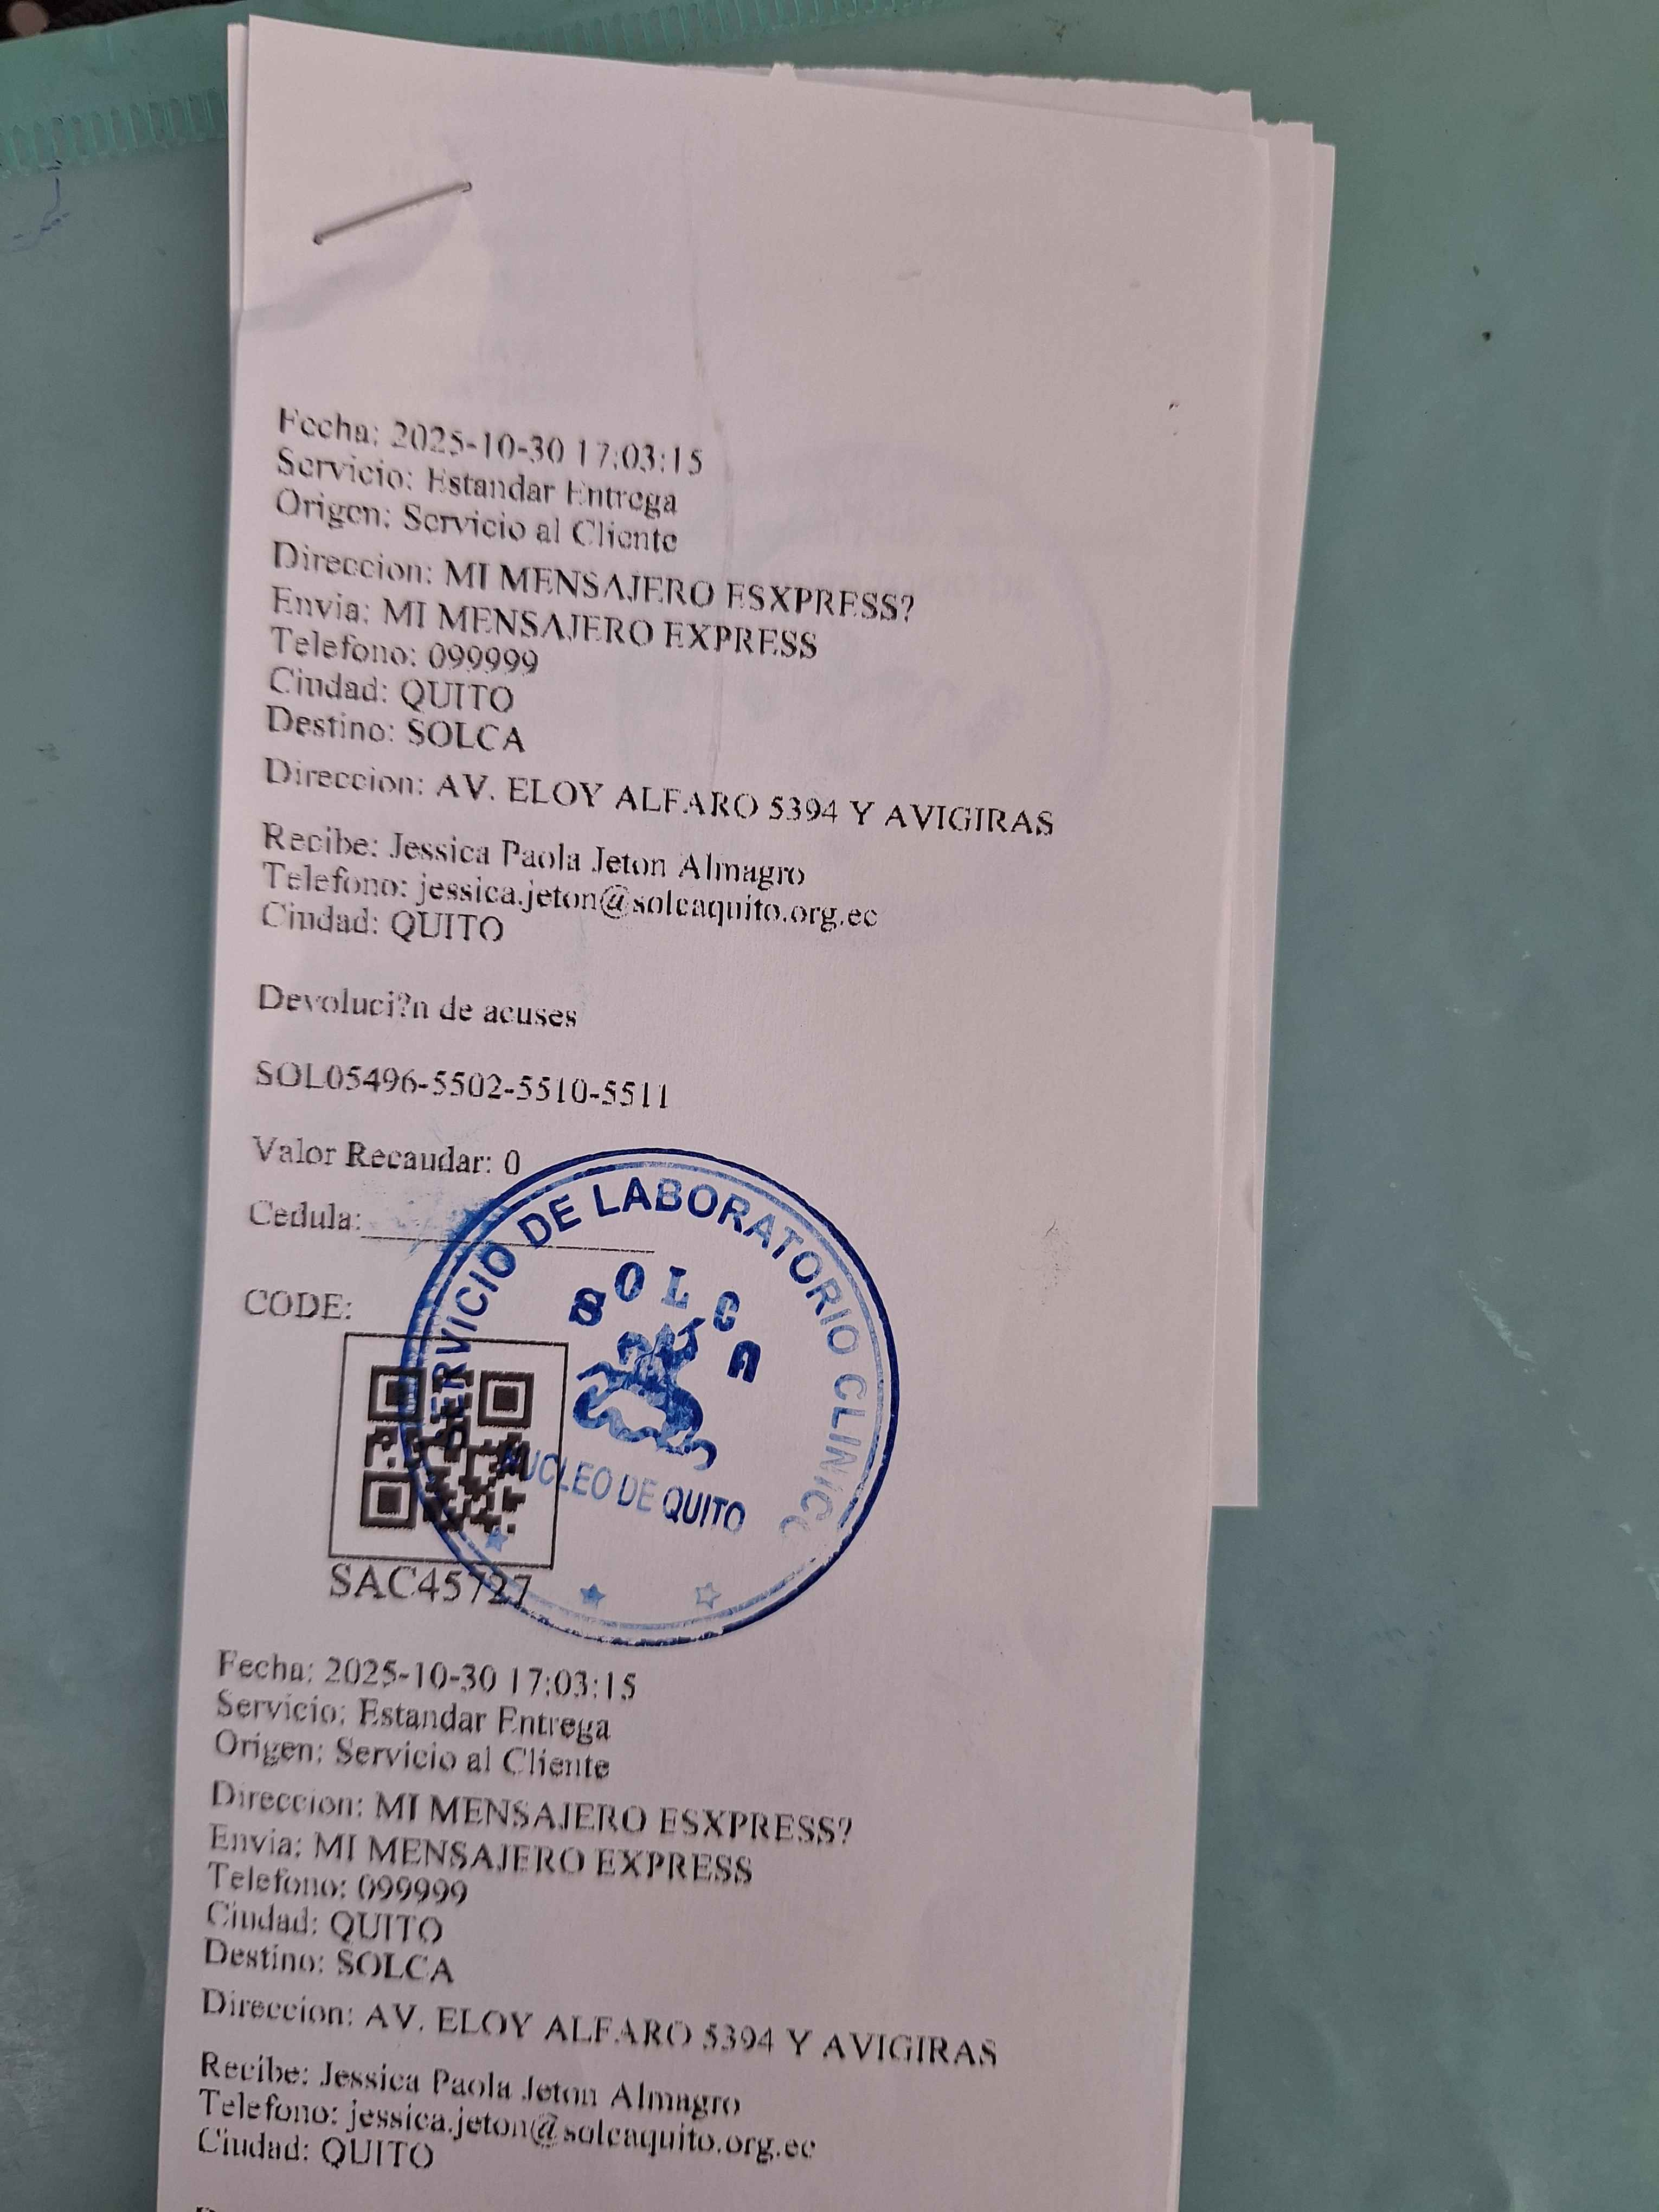 Fecha: 2025-10-30 17:03:15
Servicio: Estandar Entrega
Origen: Servicio al Cliente
Direccion: MI MENSAJERO ESXPRESS?
Envia: MI MENSAJERO EXPRESS
Telefono: 099999
Ciudad: QUITO
Destino: SOLCA
Direccion: AV. ELOY ALFARO 5394 Y AVIGIRAS
Recibe: Jessica Paola Jeton Almagro
Telefono: jessica.jeton@solcaquito.org.ec
Ciudad: QUITO
Devoluci?n de acuses
SOL05496-5502-5510-5511
Valor Recaudar: 0
Cedula:
CODE:
SERVICIO DE LABORATORIO CLINICO
SOLCA
NUCLEO DE QUITO
SAC45727
Fecha: 2025-10-30 17:03:15
Servicio: Estandar Entrega
Origen: Servicio al Cliente
Direccion: MI MENSAJERO ESXPRESS?
Envia: MI MENSAJERO EXPRESS
Telefono: 099999
Ciudad: QUITO
Destino: SOLCA
Direccion: AV. ELOY ALFARO 5394 Y AVIGIRAS
Recibe: Jessica Paola Jeton Almagro
Telefono: jessica.jeton@solcaquito.org.ec
Ciudad: QUITO